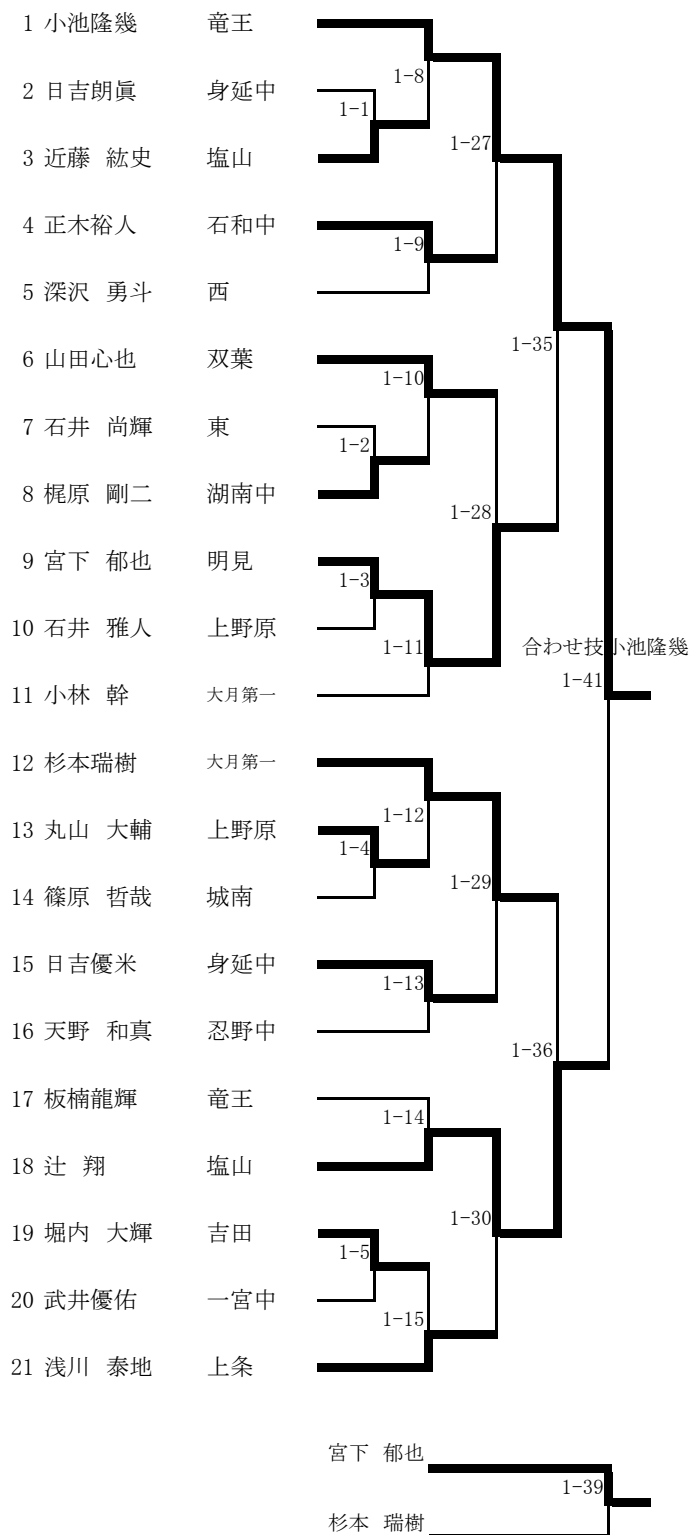 1 小池隆幾 竜王
1-8
2 日吉朗眞 身延中
1-1
1-27
3 近藤 紘史 塩山
4 正木裕人 石和中
1-9
5 深沢 勇斗 西
1-35
6 山田心也 双葉
1-10
7 石井 尚輝 東
1-2
8 梶原 剛二 湖南中
1-28
9 宮下 郁也 明見
1-3
10 石井 雅人 上野原
1-11
合わせ技小池隆幾
1-41
11 小林 幹 大月第一
12 杉本瑞樹 大月第一
1-12
13 丸山 大輔 上野原
1-4
1-29
14 篠原 哲哉 城南
15 日吉優米 身延中
1-13
16 天野 和真 忍野中
1-36
17 板楠龍輝 竜王
1-14
18 辻 翔 塩山
1-30
19 堀内 大輝 吉田
1-5
20 武井優佑 一宮中
1-15
21 浅川 泰地 上条
宮下 郁也
1-39
杉本 瑞樹